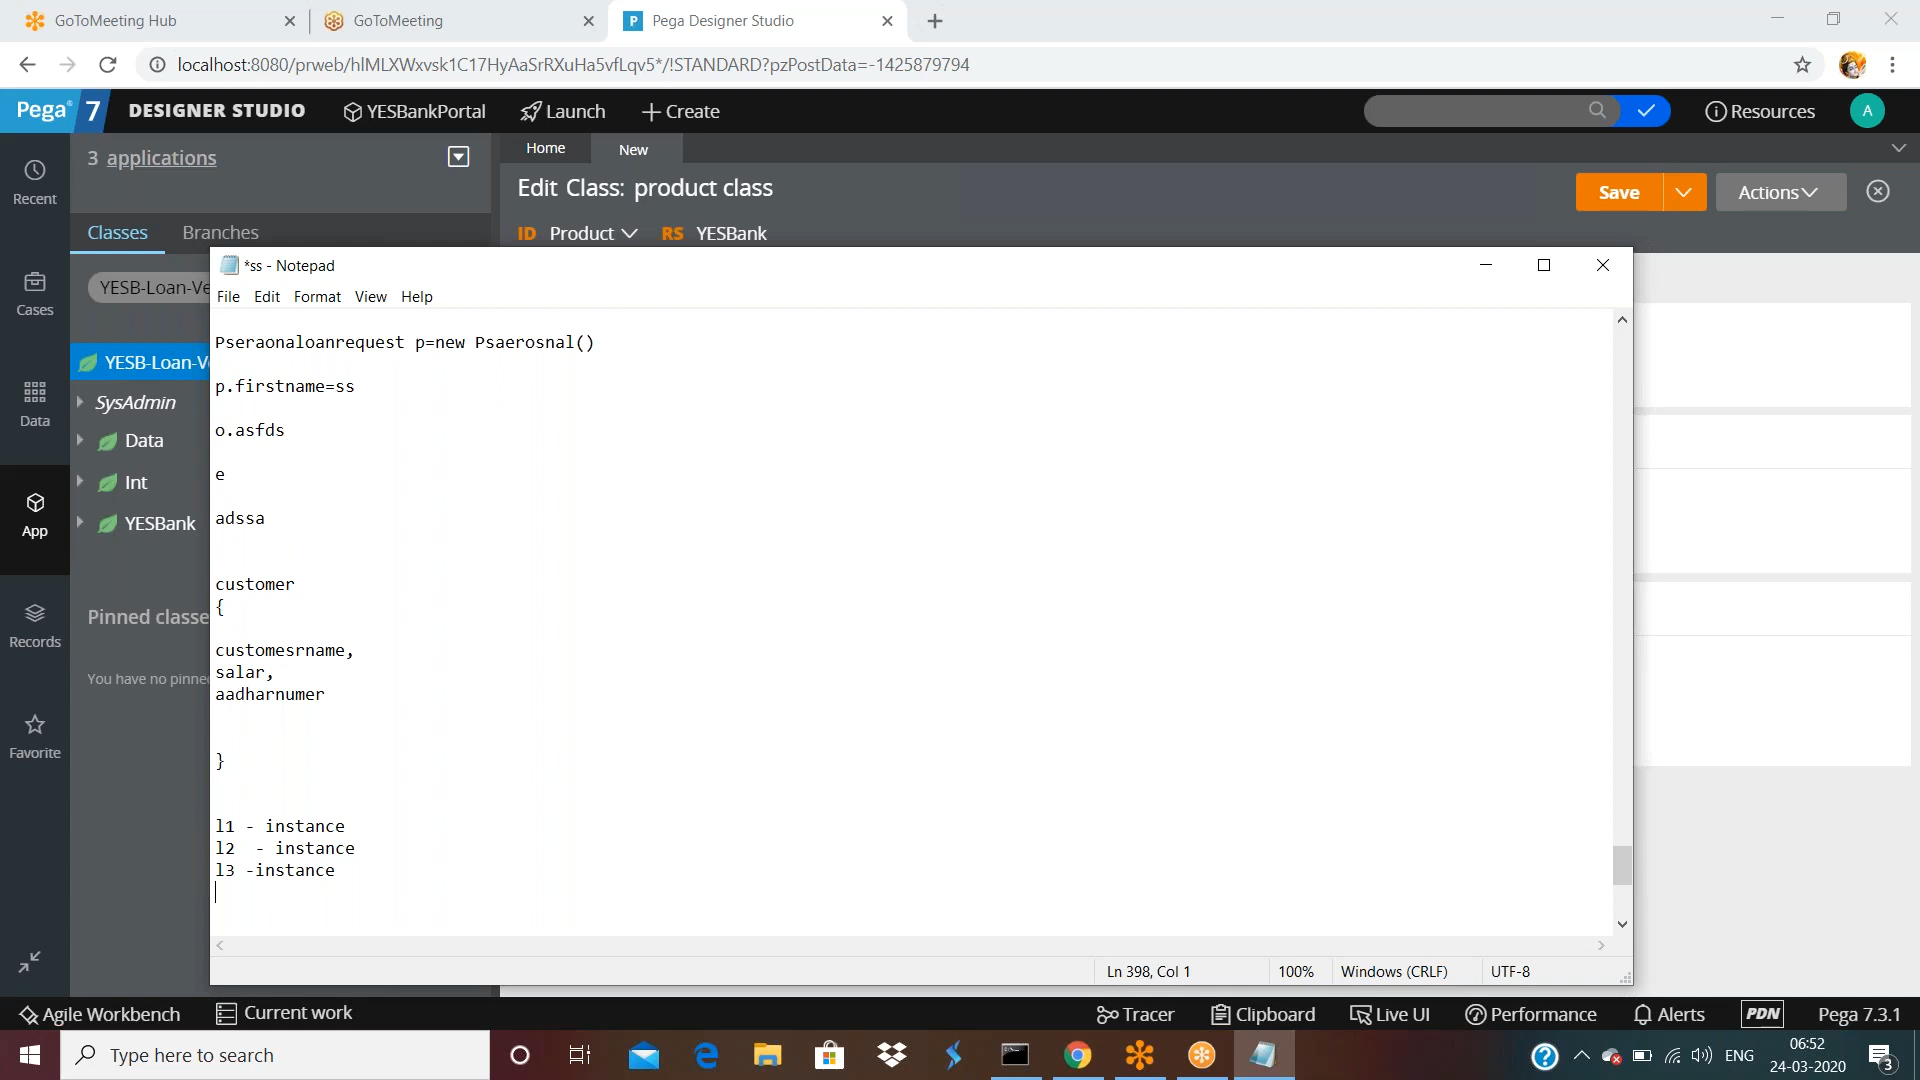 GoToMeeting Hub
GoToMeeting
Pega Designer Studio
localhost:8080/prweb/hIMLXWxvsk1C17HyAaSrRXuHa5vfLqv5*/!STANDARD?pzPostData=-1425879794
Pega 7 DESIGNER STUDIO YESBankPortal Launch Create
Resources A
3 applications
Home New
Recent
Edit Class: product class
Save Actions
Classes Branches
ID Product RS YESBank
*ss - Notepad
YESB-Loan-Ve
File Edit Format View Help
Cases
Pseraonaloanrequest p=new Psaerosnal()
YESB-Loan-V
p.firstname=ss
SysAdmin
Data
o.asfds
Data
e
Int
adssa
YESBank
App
customer
{
Pinned classe
Records
customesrname,
salar,
You have no pinne
aadharnumer
Favorite
}
l1 - instance
l2  - instance
l3 -instance
Ln 398, Col 1 100% Windows (CRLF) UTF-8
Agile Workbench Current work Tracer Clipboard Live UI Performance Alerts PDN Pega 7.3.1
Type here to search
ENG
06:52
24-03-2020
3